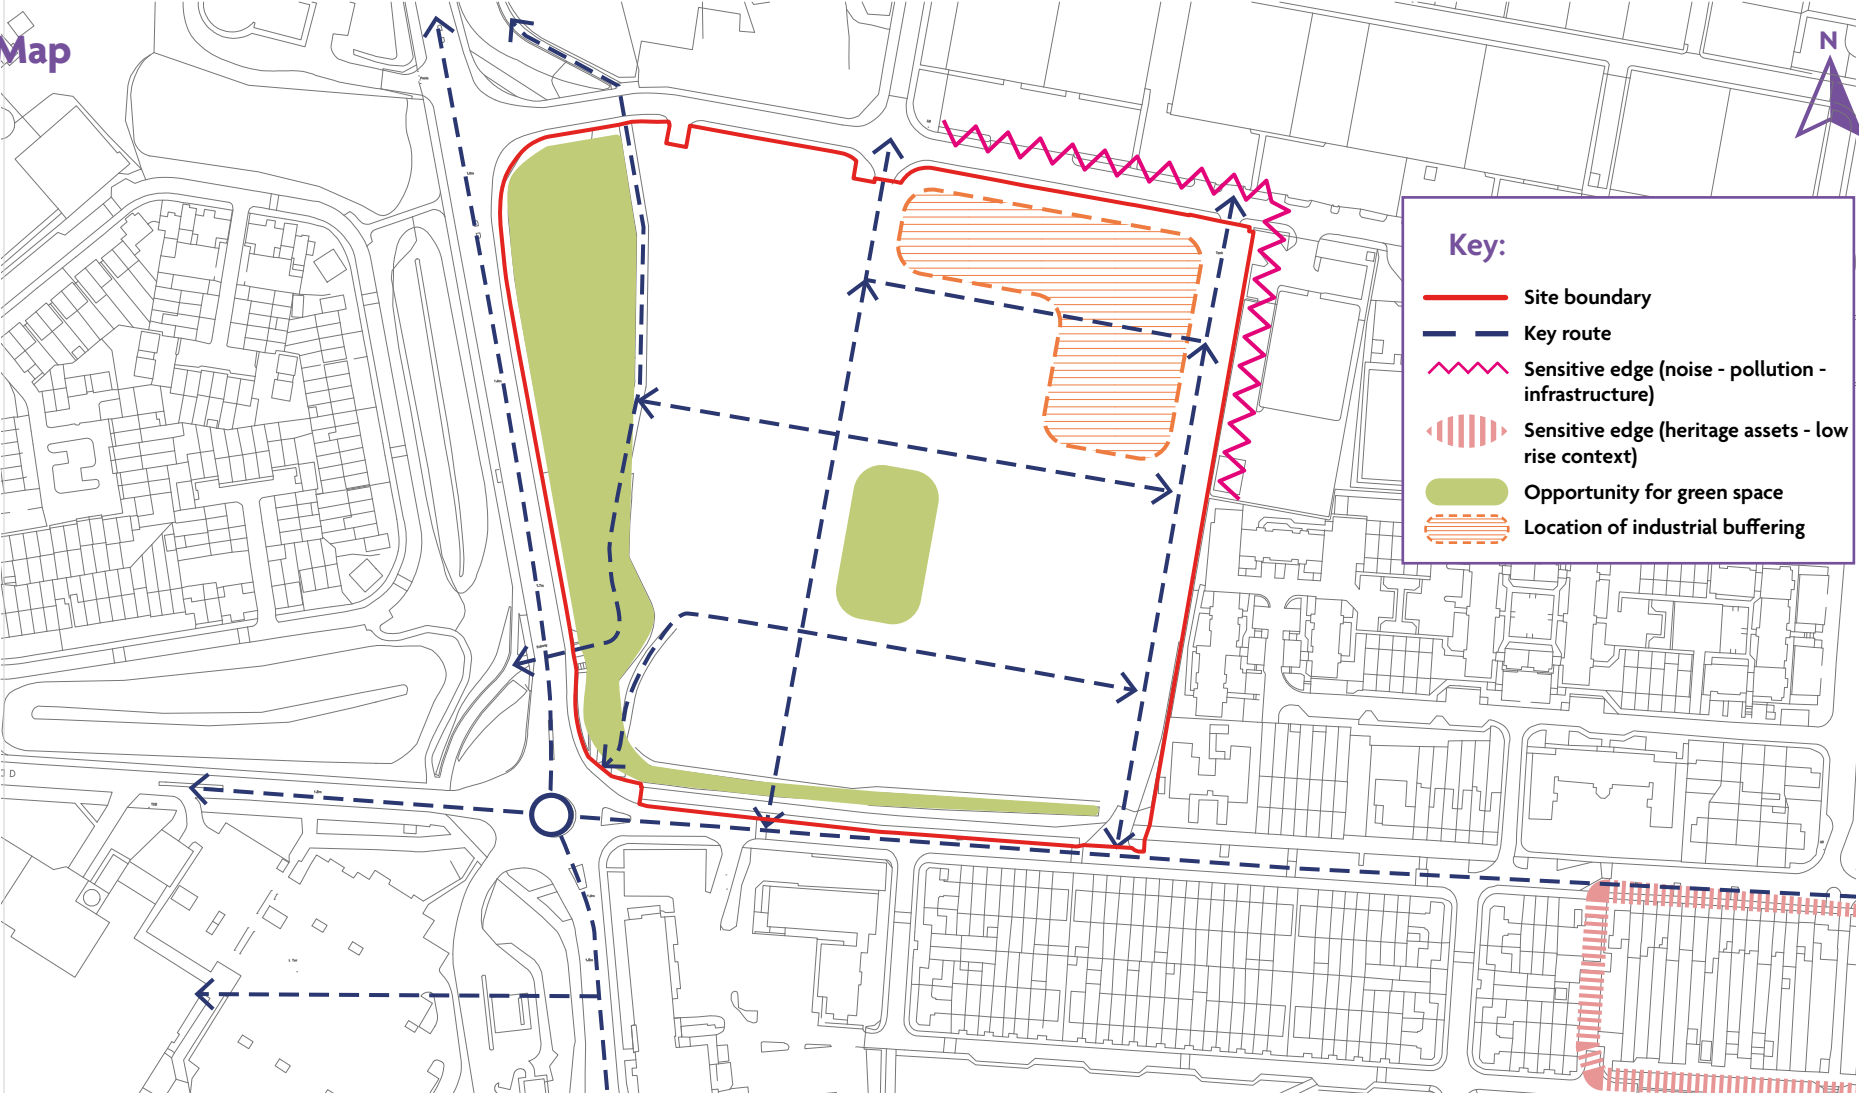 Map
N
Key:
Site boundary
Key route
Sensitive edge (noise - pollution -
infrastructure)
Sensitive edge (heritage assets - low
rise context)
Opportunity for green space
Location of industrial buffering